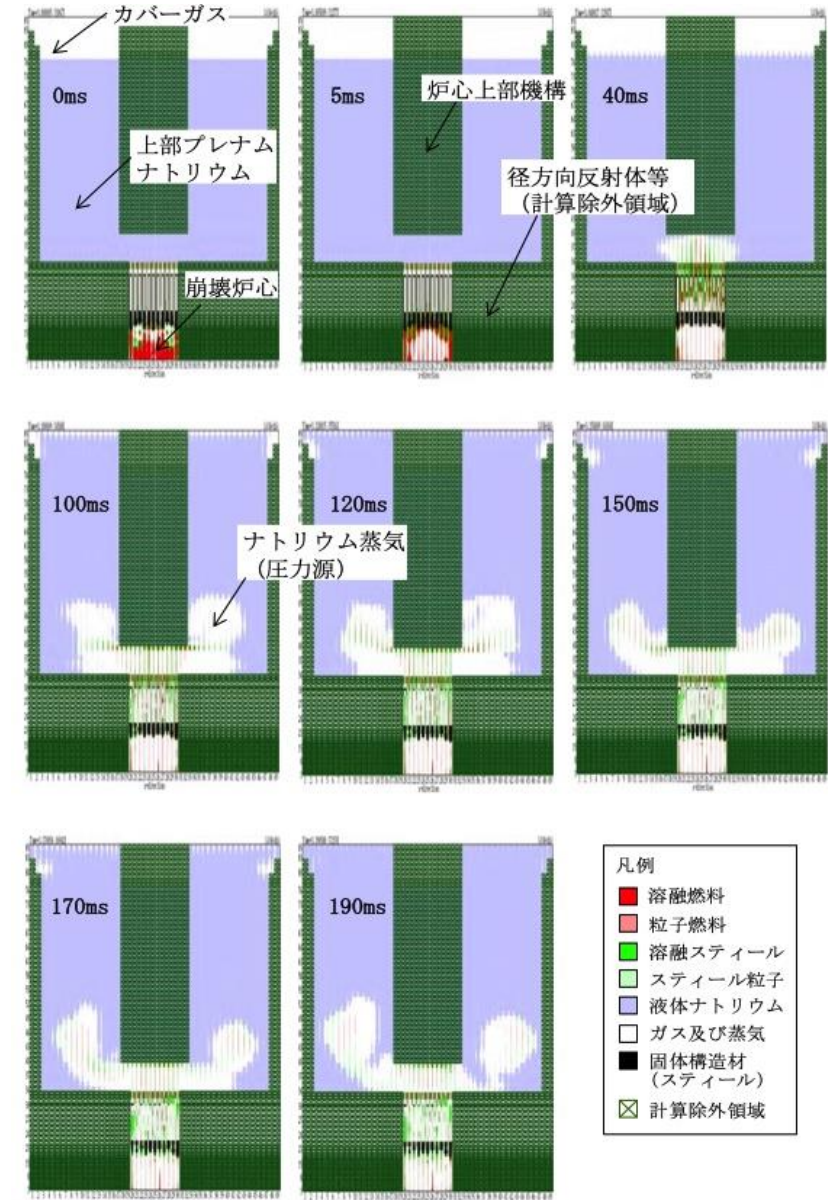 カバーガス
0ms
上部プレナム
ナトリウム
崩壊炉心
5ms
炉心上部機構
径方向反射体等
(計算除外領域)
40ms
100ms
ナトリウム蒸気
(圧力源)
120ms
150ms
170ms
190ms
凡例
溶融燃料
粒子燃料
溶融スティール
スティール粒子
液体ナトリウム
ガス及び蒸気
固体構造材
(スティール)
計算除外領域